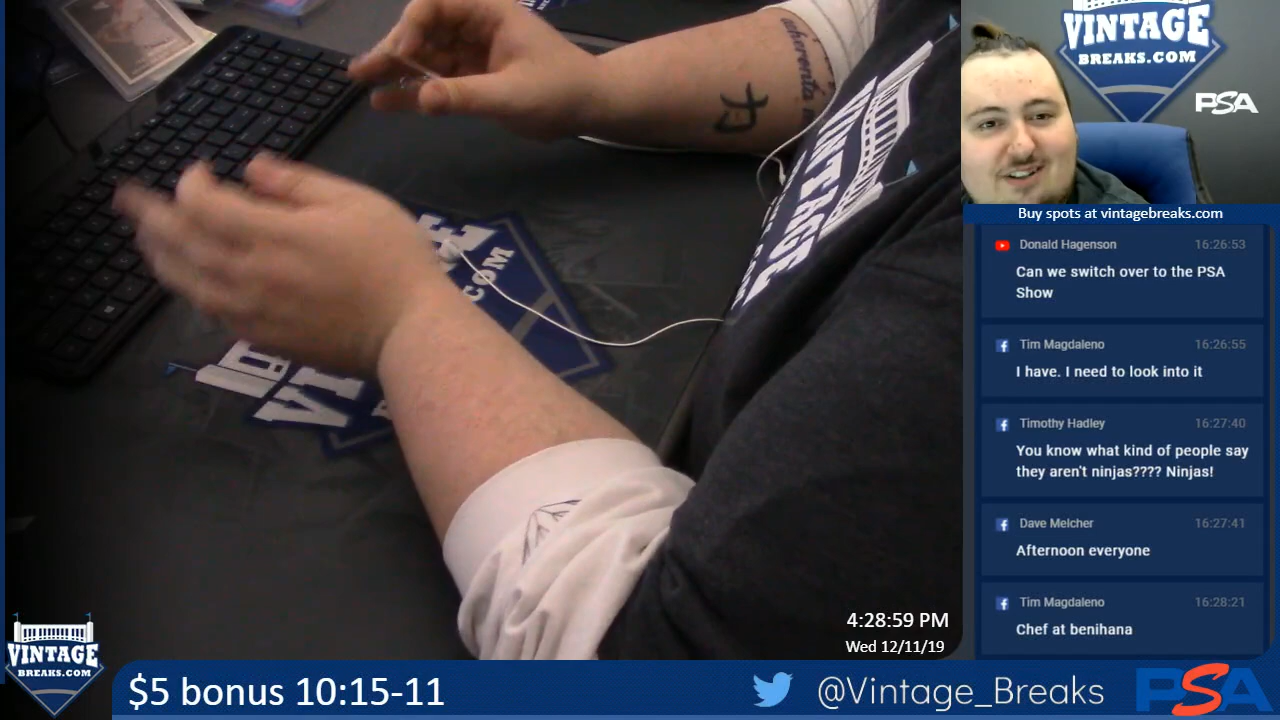 VINTAGE
BREAKS.COM
PSA
Buy spots at vintagebreaks.com
Donald Hagenson 16:26:53
Can we switch over to the PSA
Show
Tim Magdaleno 16:26:55
I have. I need to look into it
Timothy Hadley 16:27:40
You know what kind of people say
they aren't ninjas???? Ninjas!
Dave Melcher 16:27:41
Afternoon everyone
Tim Magdaleno 16:28:21
Chef at benihana
力
VINTAGE
VI
.COM
4:28:59 PM
Wed 12/11/19
VINTAGE
BREAKS.COM
$5 bonus 10:15-11
@Vintage_Breaks
PSA